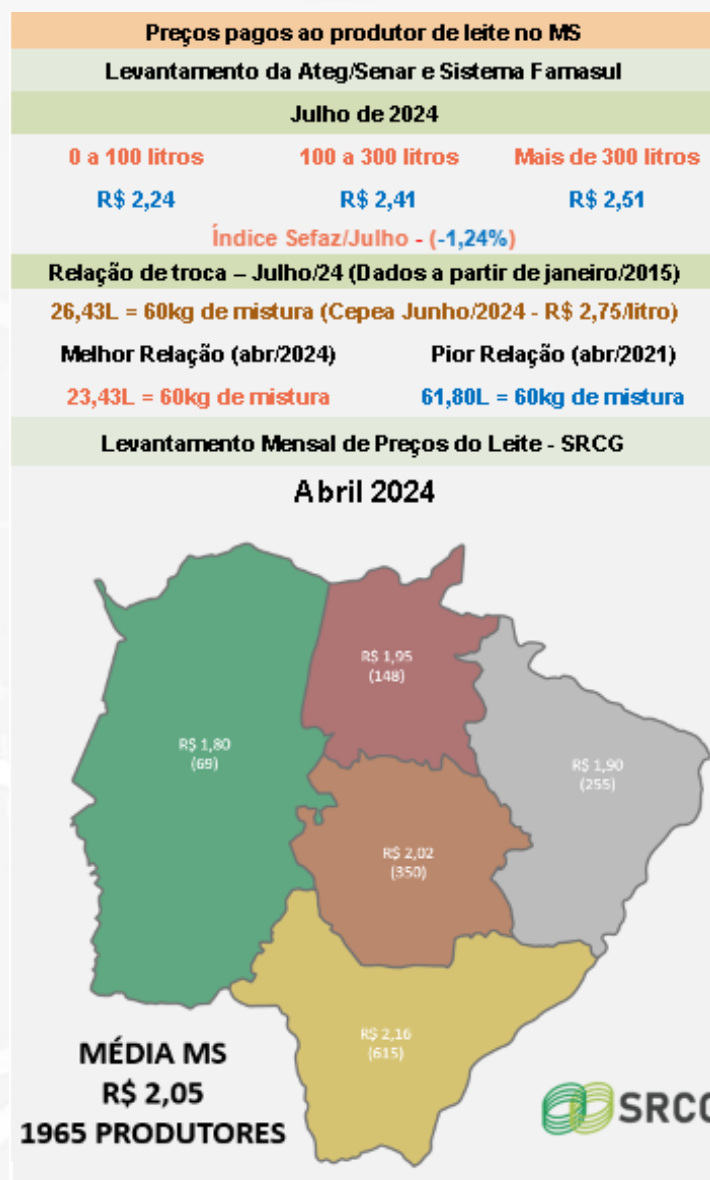 Preços pagos ao produtor de leite no MS
Levantamento da Ateg/Senar e Sistema Famasul
Julho de 2024
0 a 100 litros 100 a 300 litros Mais de 300 litros
R$ 2,24 R$ 2,41 R$ 2,51
Índice Sefaz/Julho - (-1,24%)
Relação de troca – Julho/24 (Dados a partir de janeiro/2015)
26,43L = 60kg de mistura (Cepea Junho/2024 - R$ 2,75/litro)
Melhor Relação (abr/2024) Pior Relação (abr/2021)
23,43L = 60kg de mistura 61,80L = 60kg de mistura
Levantamento Mensal de Preços do Leite - SRCG
Abril 2024
R$ 1,95
(148)
R$ 1,80
(69)
R$ 1,90
(255)
R$ 2,02
(350)
R$ 2,16
(615)
MÉDIA MS
R$ 2,05
1965 PRODUTORES
SRCG